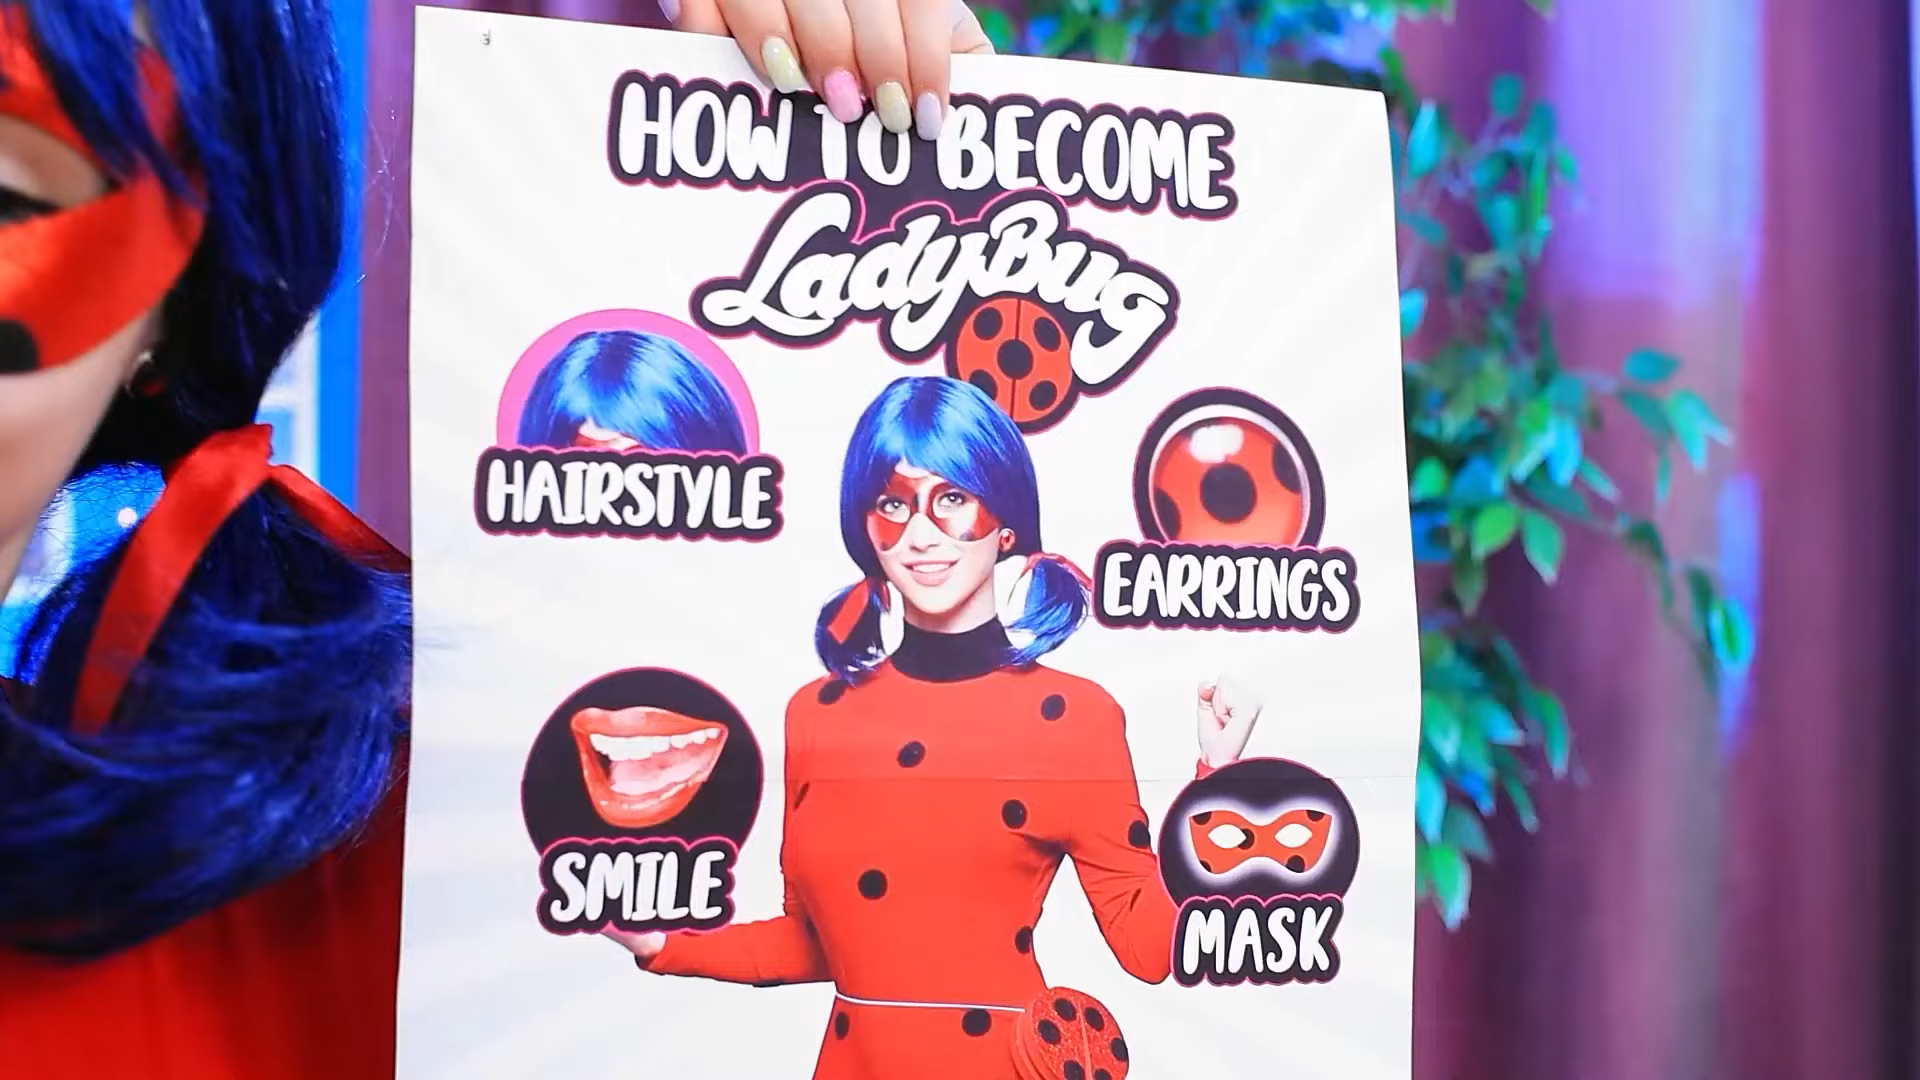 HOW TO BECOME
LadyBug
HAIRSTYLE
EARRINGS
SMILE
MASK